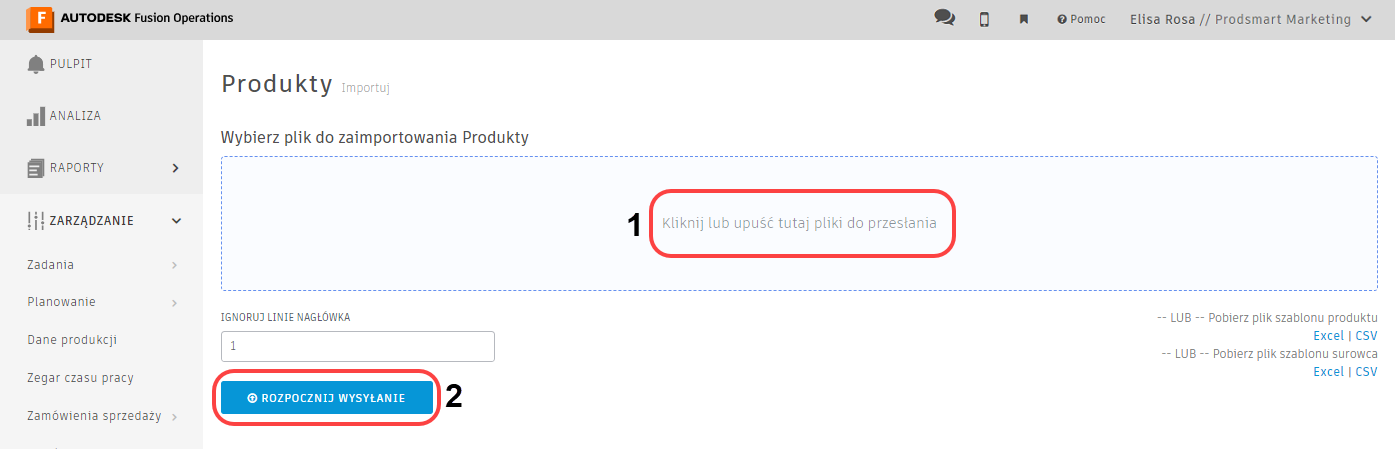 AUTODESK Fusion Operations
Pomoc
Elisa Rosa // Prodsmart Marketing
PULPIT
ANALIZA
RAPORTY
ZARZĄDZANIE
Zadania
Planowanie
Dane produkcji
Zegar czasu pracy
Zamówienia sprzedaży
Produkty Importuj
Wybierz plik do zaimportowania Produkty
1
Kliknij lub upuść tutaj pliki do przesłania
IGNORUJ LINIE NAGŁÓWKA
1
ROZPOCZNIJ WYSYŁANIE
2
-- LUB -- Pobierz plik szablonu produktu
Excel | CSV
-- LUB -- Pobierz plik szablonu surowca
Excel | CSV